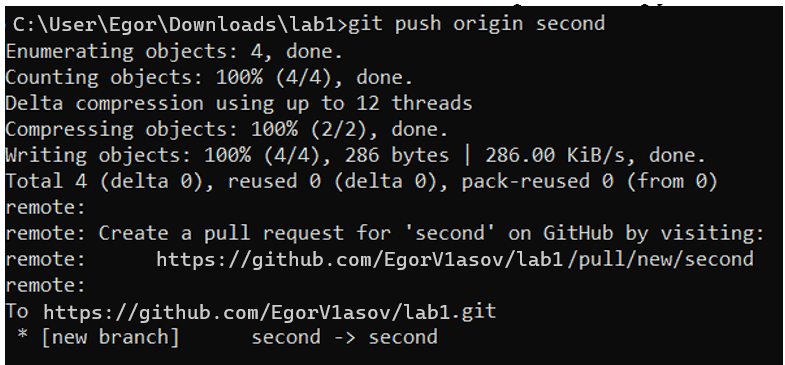 C:\User\Egor\Downloads\lab1>git push origin second
Enumerating objects: 4, done.
Counting objects: 100% (4/4), done.
Delta compression using up to 12 threads
Compressing objects: 100% (2/2), done.
Writing objects: 100% (4/4), 286 bytes | 286.00 KiB/s, done.
Total 4 (delta 0), reused 0 (delta 0), pack-reused 0 (from 0)
remote:
remote: Create a pull request for 'second' on GitHub by visiting:
remote:      https://github.com/EgorV1asov/lab1/pull/new/second
remote:
To https://github.com/EgorV1asov/lab1.git
 * [new branch]      second -> second